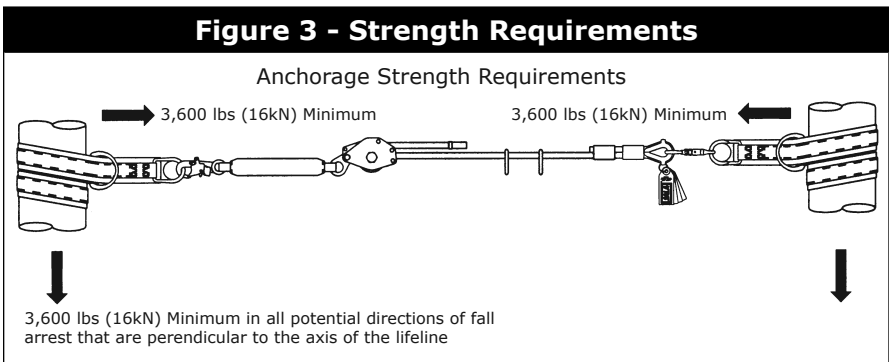 Figure 3 - Strength Requirements
Anchorage Strength Requirements
3,600 lbs (16kN) Minimum
3,600 lbs (16kN) Minimum
3,600 lbs (16kN) Minimum in all potential directions of fall
arrest that are perendicular to the axis of the lifeline